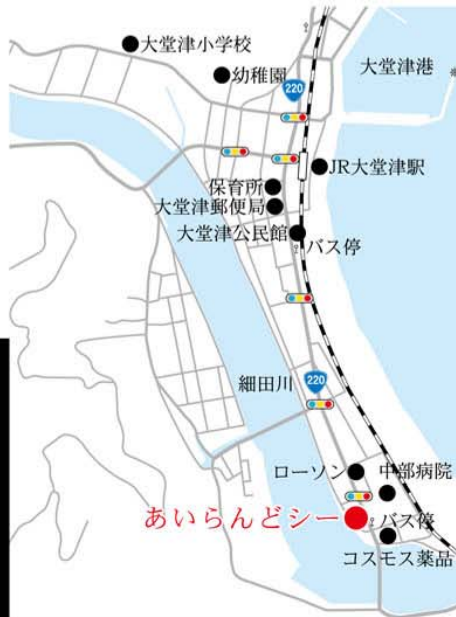 大堂津小学校
幼稚園
大堂津港
220
JR大堂津駅
保育所
大堂津郵便局
大堂津公民館
バス停
細田川
220
ローソン
中部病院
あいらんどシー
バス停
コスモス薬品